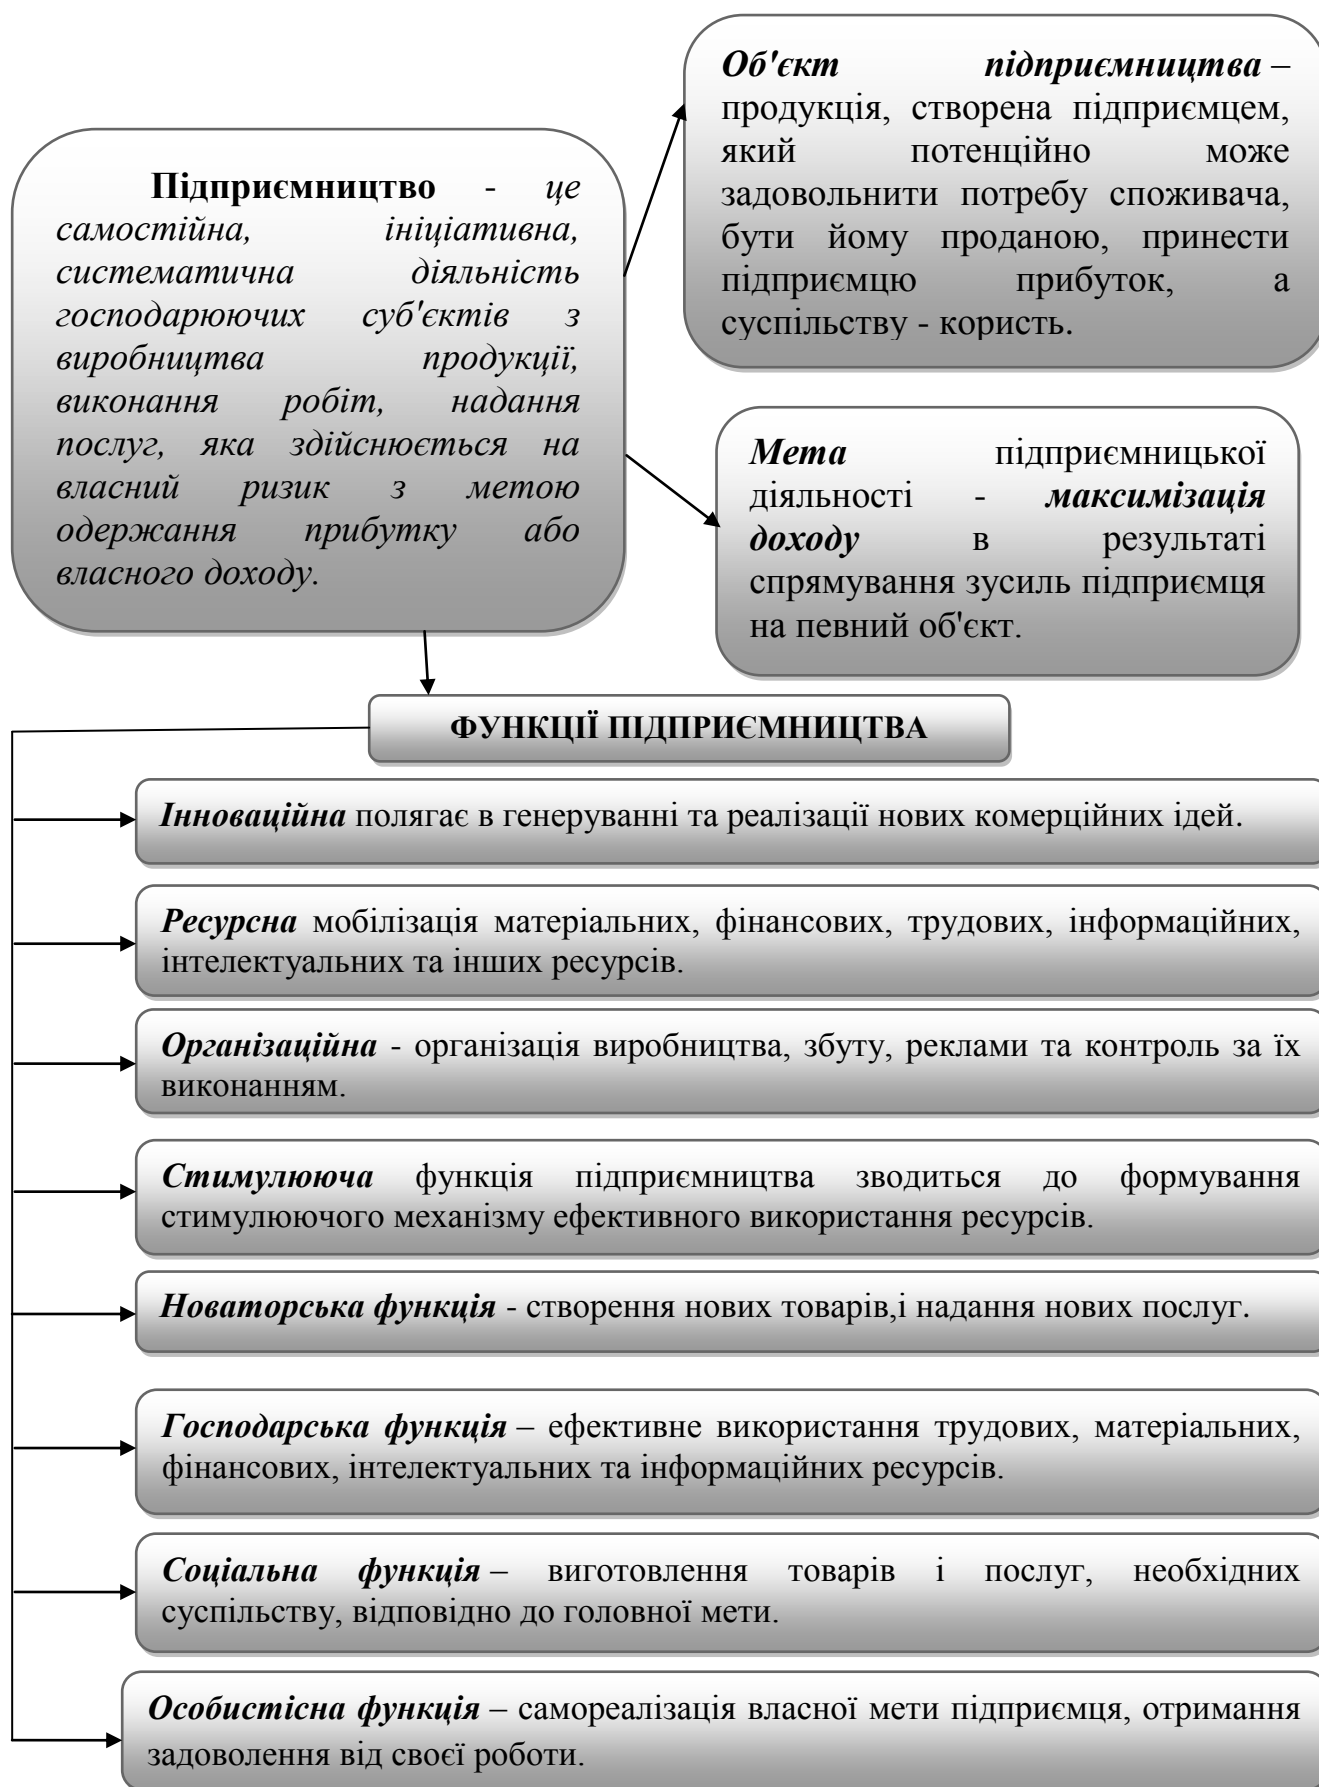 Підприємництво - це
самостійна, ініціативна,
систематична діяльність
господарюючих суб'єктів з
виробництва продукції,
виконання робіт, надання
послуг, яка здійснюється на
власний ризик з метою
одержання прибутку або
власного доходу.
Об'єкт підприємництва –
продукція, створена підприємцем,
який потенційно може
задовольнити потребу споживача,
бути йому проданою, принести
підприємцю прибуток, а
суспільству - користь.
Мета підприємницької
діяльності - максимізація
доходу в результаті
спрямування зусиль підприємця
на певний об'єкт.
ФУНКЦІЇ ПІДПРИЄМНИЦТВА
Інноваційна полягає в генеруванні та реалізації нових комерційних ідей.
Ресурсна мобілізація матеріальних, фінансових, трудових, інформаційних,
інтелектуальних та інших ресурсів.
Організаційна - організація виробництва, збуту, реклами та контроль за їх
виконанням.
Стимулююча функція підприємництва зводиться до формування
стимулюючого механізму ефективного використання ресурсів.
Новаторська функція - створення нових товарів,і надання нових послуг.
Господарська функція – ефективне використання трудових, матеріальних,
фінансових, інтелектуальних та інформаційних ресурсів.
Соціальна функція – виготовлення товарів і послуг, необхідних
суспільству, відповідно до головної мети.
Особистісна функція – самореалізація власної мети підприємця, отримання
задоволення від своєї роботи.